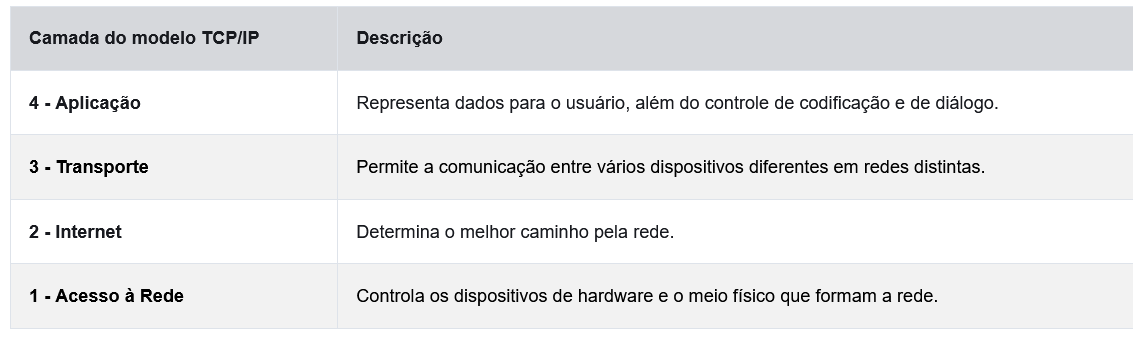 Camada do modelo TCP/IP Descrição
4 - Aplicação Representa dados para o usuário, além do controle de codificação e de diálogo.
3 - Transporte Permite a comunicação entre vários dispositivos diferentes em redes distintas.
2 - Internet Determina o melhor caminho pela rede.
1 - Acesso à Rede Controla os dispositivos de hardware e o meio físico que formam a rede.